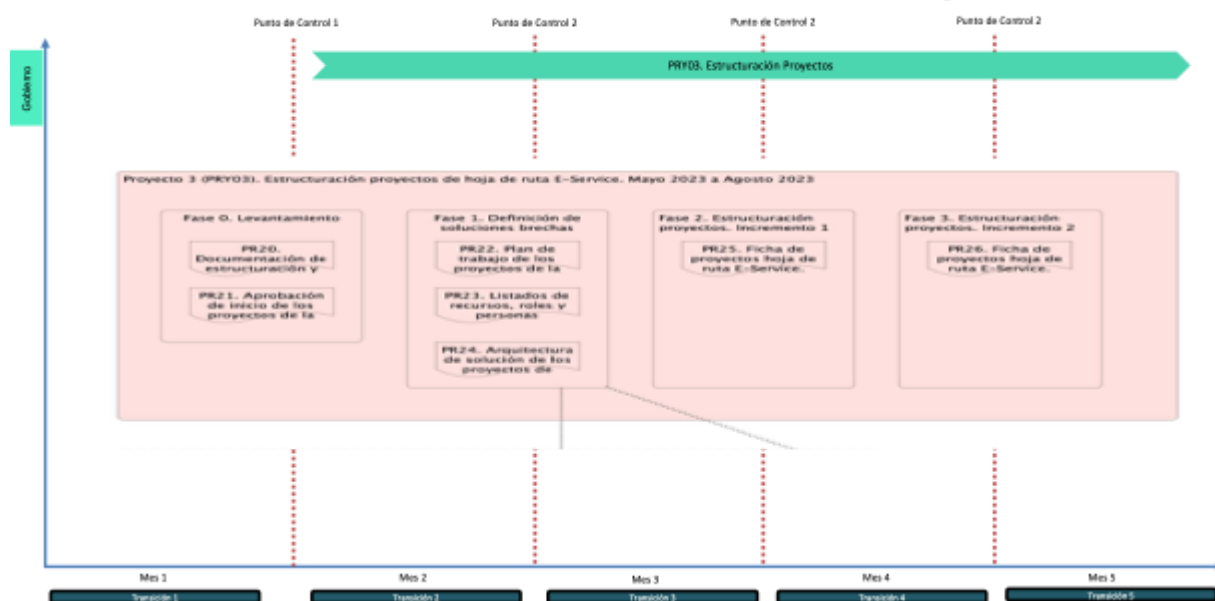 Punto de Control 1
Punto de Control 2
Punto de Control 2
Punto de Control 2
Gobierno
PRY03. Estructuración Proyectos
Proyecto 3 (PRY03). Estructuración proyectos de hoja de ruta E-Service. Mayo 2023 a Agosto 2023
Fase 0. Levantamiento
PR20.
Documentación de
estructuración y
PR21. Aprobación
de inicio de los
proyectos de la
Fase 1. Definición de
soluciones brechas
PR22. Plan de
trabajo de los
proyectos de la
PR23. Listados de
recursos, roles y
personas
PR24. Arquitectura
de solución de los
proyectos de
Fase 2. Estructuración
proyectos. Incremento 1
PR25. Ficha de
proyectos hoja de
ruta E-Service.
Fase 3. Estructuración
proyectos. Incremento 2
PR26. Ficha de
proyectos hoja de
ruta E-Service.
Mes 1
Mes 2
Mes 3
Mes 4
Mes 5
Transición 1
Transición 2
Transición 3
Transición 4
Transición 5